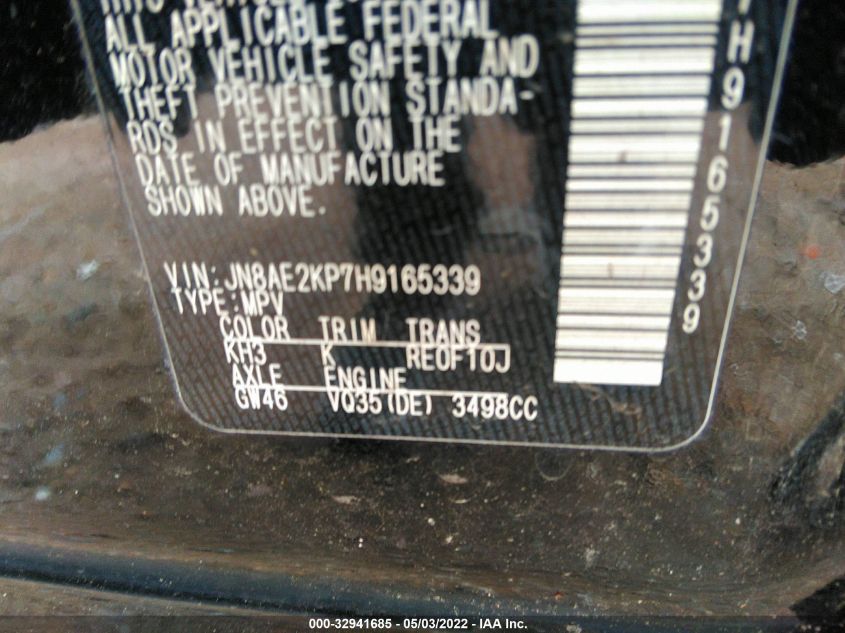 ALL APPLICABLE FEDERAL
MOTOR VEHICLE SAFETY AND
THEFT PREVENTION STANDA-
RDS IN EFFECT ON THE
DATE OF MANUFACTURE
SHOWN ABOVE.
VIN:JN8AE2KP7H9165339
TYPE:MPV
COLOR TRIM TRANS
KH3 K RE0F10J
AXLE ENGINE
GW46 VQ35(DE) 3498CC
H9165339
000-32941685 - 05/03/2022 - IAA Inc.